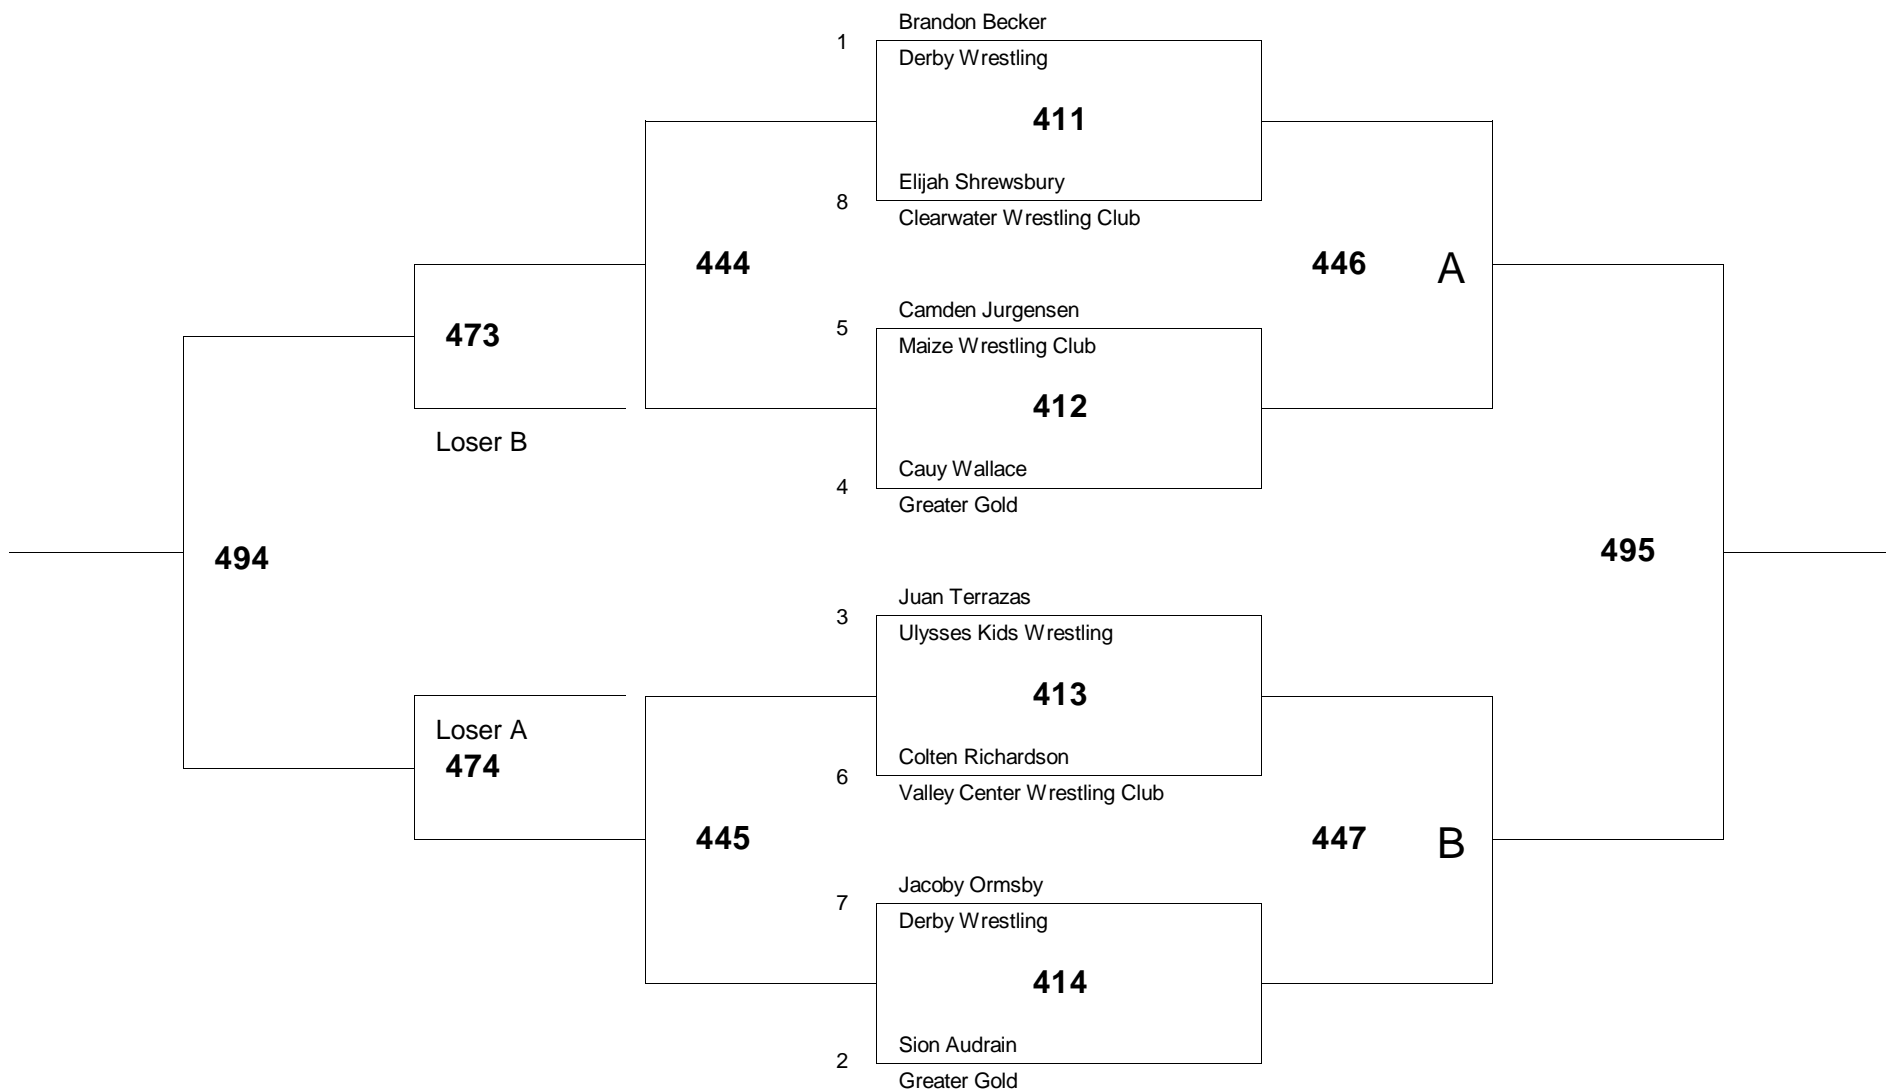 Brandon Becker
1
Derby Wrestling
411
Elijah Shrewsbury
8
Clearwater Wrestling Club
444
446
A
Camden Jurgensen
5
473
Maize Wrestling Club
412
Loser B
Cauy Wallace
4
Greater Gold
494
495
Juan Terrazas
3
Ulysses Kids Wrestling
413
Loser A
474
Colten Richardson
6
Valley Center Wrestling Club
445
447
B
Jacoby Ormsby
7
Derby Wrestling
414
Sion Audrain
2
Greater Gold